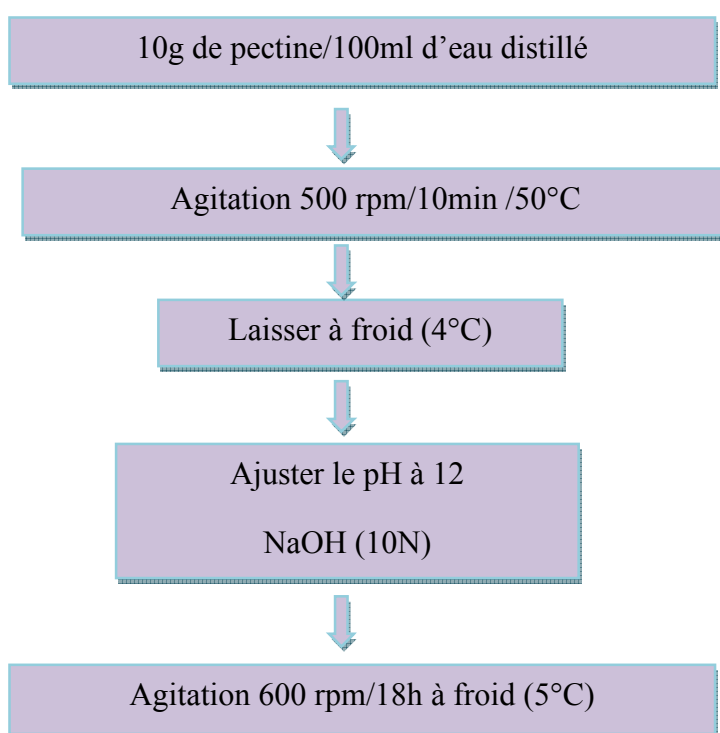 10g de pectine/100ml d’eau distillé
Agitation 500 rpm/10min /50°C
Laisser à froid (4°C)
Ajuster le pH à 12
NaOH (10N)
Agitation 600 rpm/18h à froid (5°C)